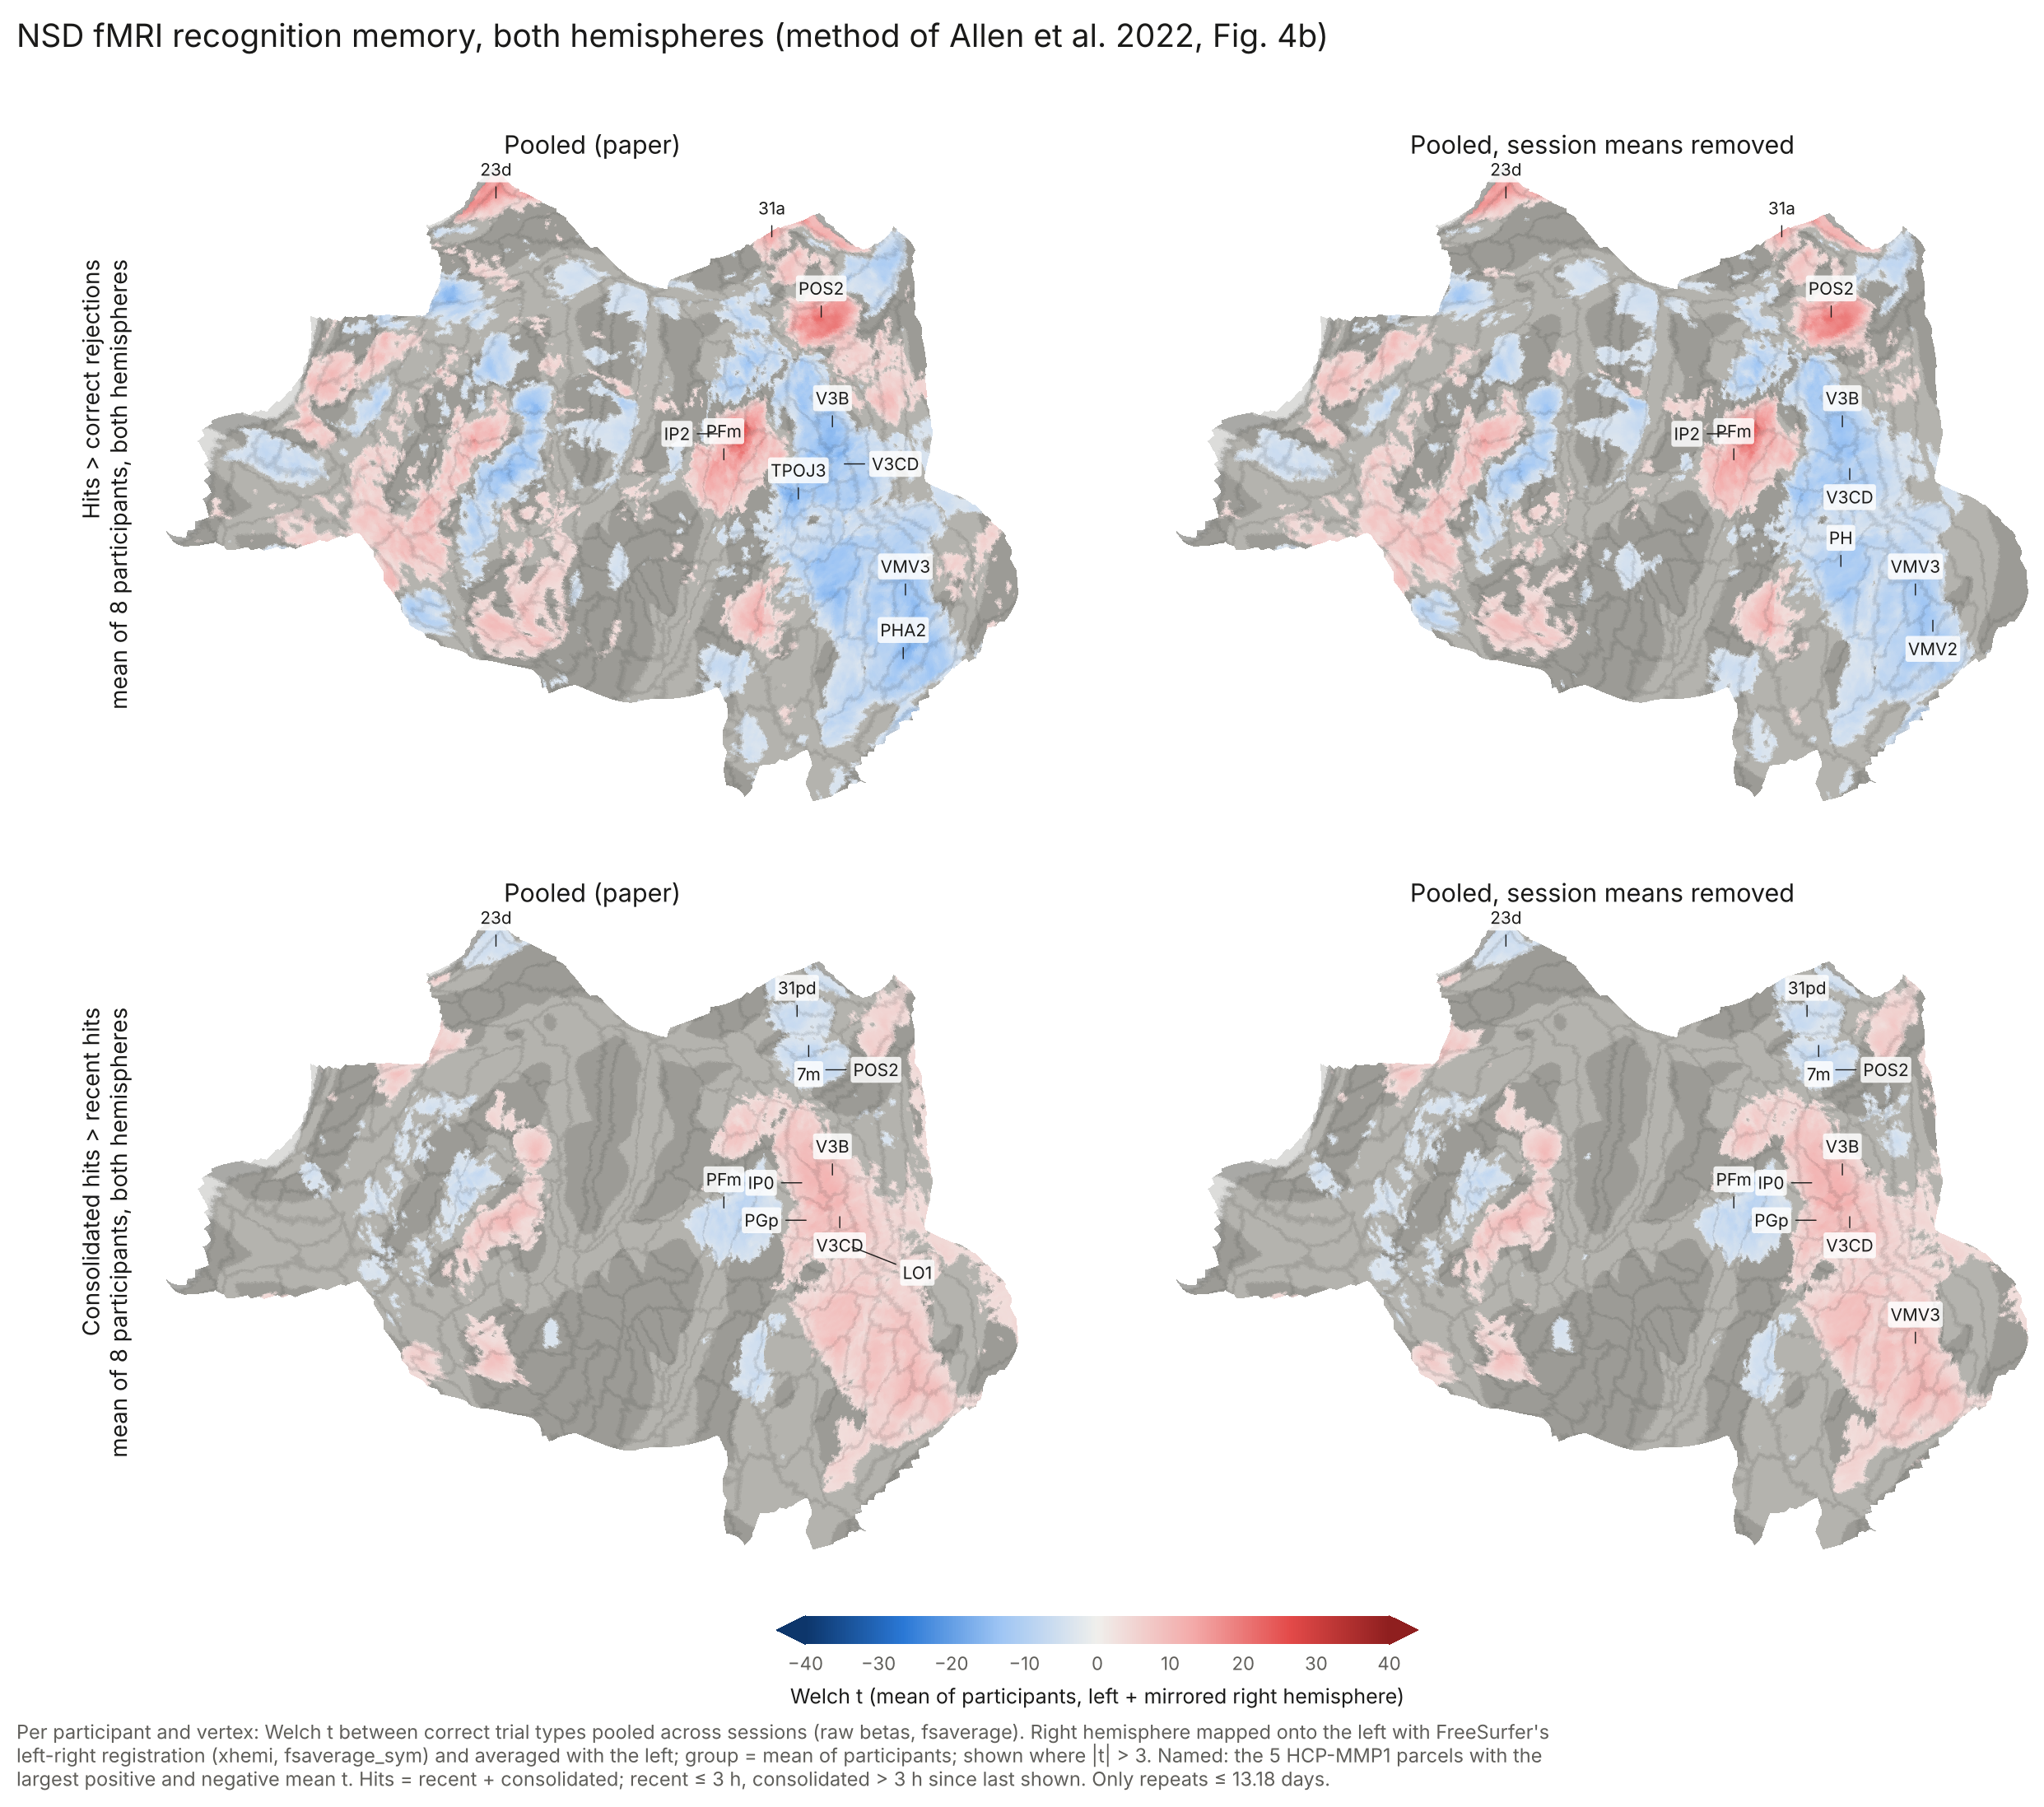 NSD fMRI recognition memory, both hemispheres (method of Allen et al. 2022, Fig. 4b)
Hits > correct rejections
mean of 8 participants, both hemispheres
Pooled (paper)
23d
31a
POS2
V3B
IP2
PFm
TPOJ3
V3CD
VMV3
PHA2
Pooled, session means removed
23d
31a
POS2
V3B
IP2
PFm
V3CD
PH
VMV3
VMV2
Consolidated hits > recent hits
mean of 8 participants, both hemispheres
Pooled (paper)
23d
31pd
7m
POS2
V3B
PFm
IP0
PGp
V3CD
LO1
Pooled, session means removed
23d
31pd
7m
POS2
V3B
PFm
IP0
PGp
V3CD
VMV3
−40 −30 −20 −10 0 10 20 30 40
Welch t (mean of participants, left + mirrored right hemisphere)
Per participant and vertex: Welch t between correct trial types pooled across sessions (raw betas, fsaverage). Right hemisphere mapped onto the left with FreeSurfer's
left-right registration (xhemi, fsaverage_sym) and averaged with the left; group = mean of participants; shown where |t| > 3. Named: the 5 HCP-MMP1 parcels with the
largest positive and negative mean t. Hits = recent + consolidated; recent ≤ 3 h, consolidated > 3 h since last shown. Only repeats ≤ 13.18 days.